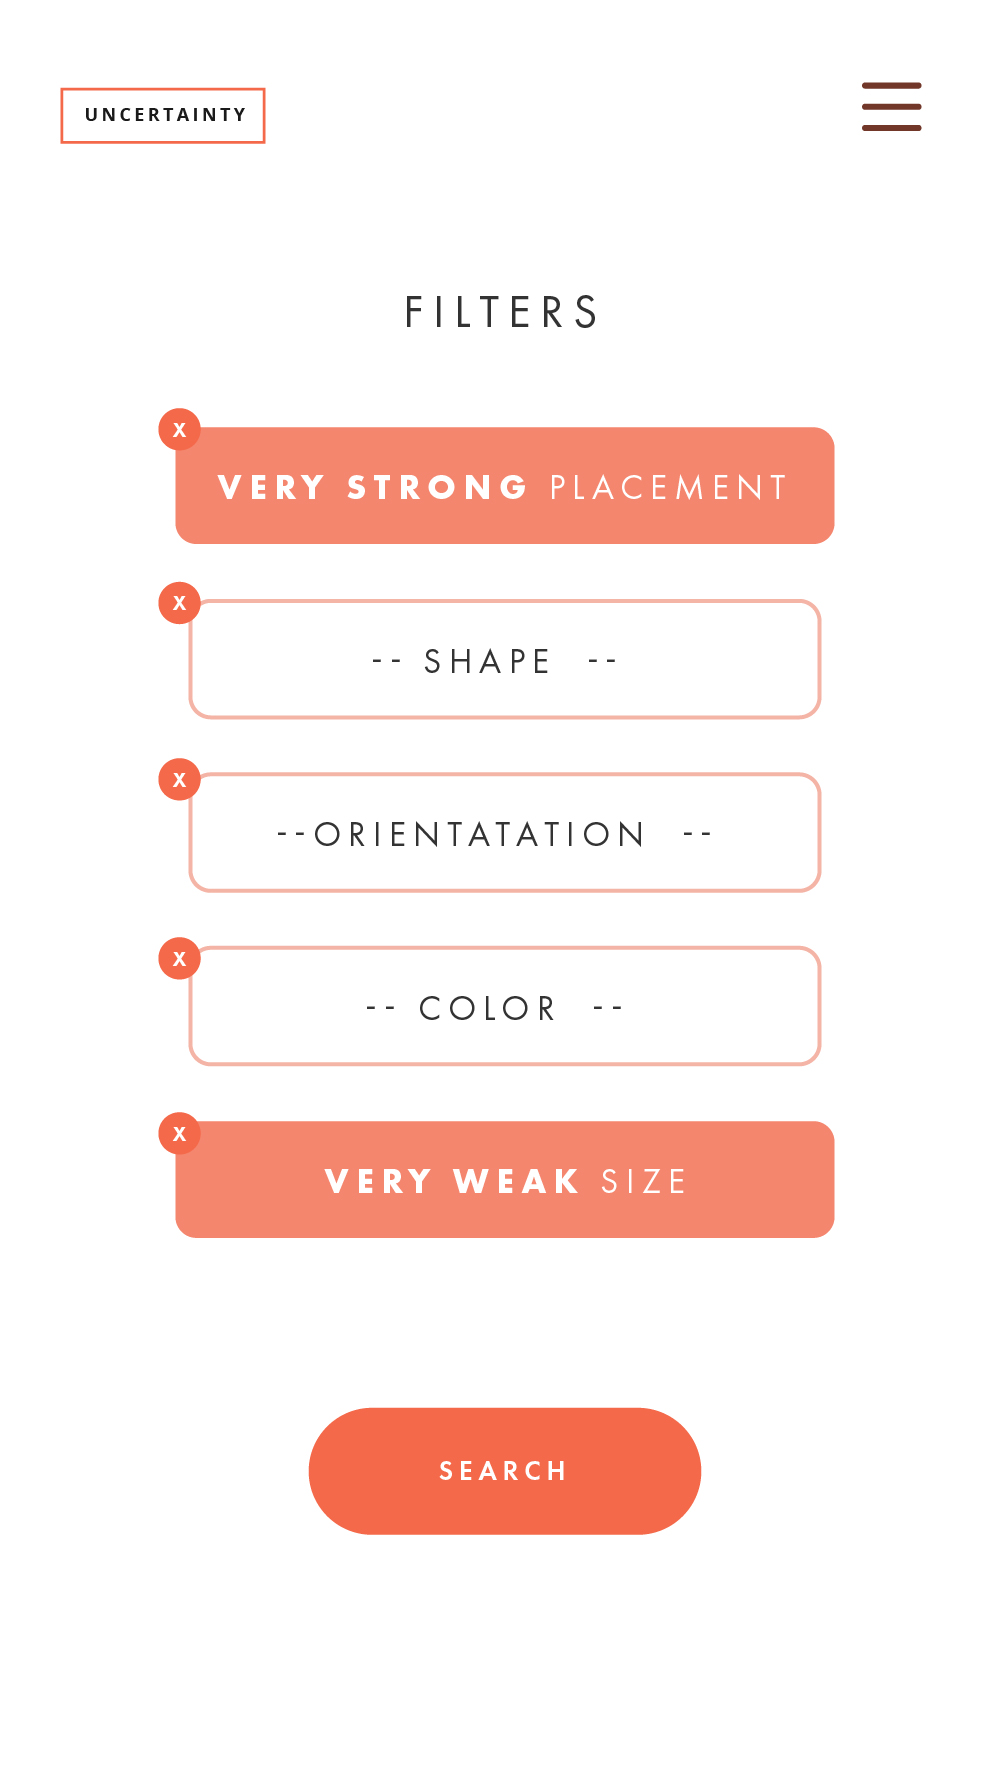 UNCERTAINTY
FILTERS
X
VERY STRONG PLACEMENT
X
-- SHAPE --
X
--ORIENTATATION --
X
-- COLOR --
X
VERY WEAK SIZE
SEARCH